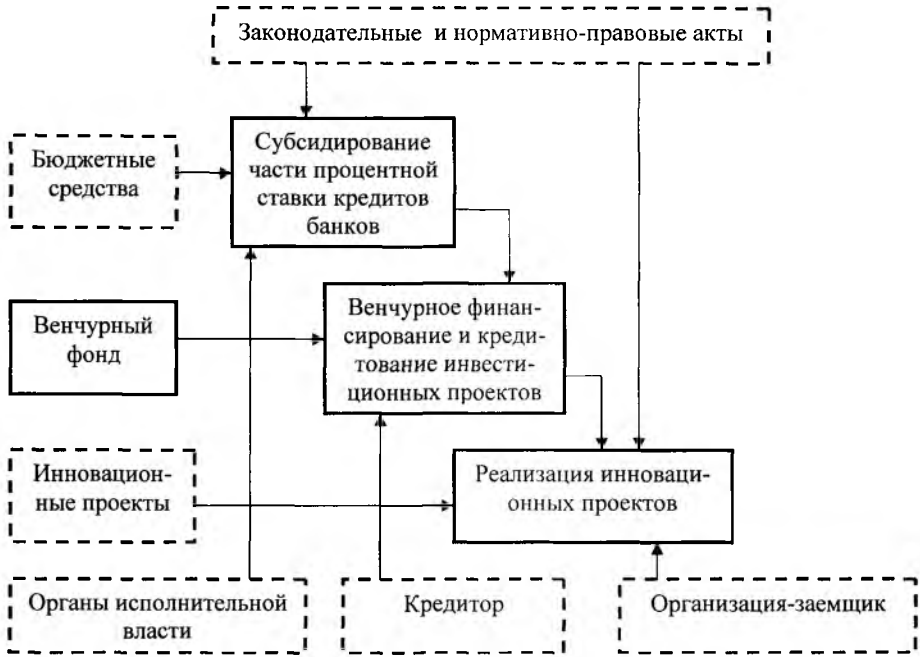 Законодательные и нормативно-правовые акты
Субсидирование
части процентной
ставки кредитов
банков
Бюджетные
средства
Венчурный
фонд
Венчурное финан-
сирование и креди-
тование инвести-
ционных проектов
Инновацион-
ные проекты
Реализация инноваци-
онных проектов
Органы исполнительной
власти
Кредитор
Организация-заемщик